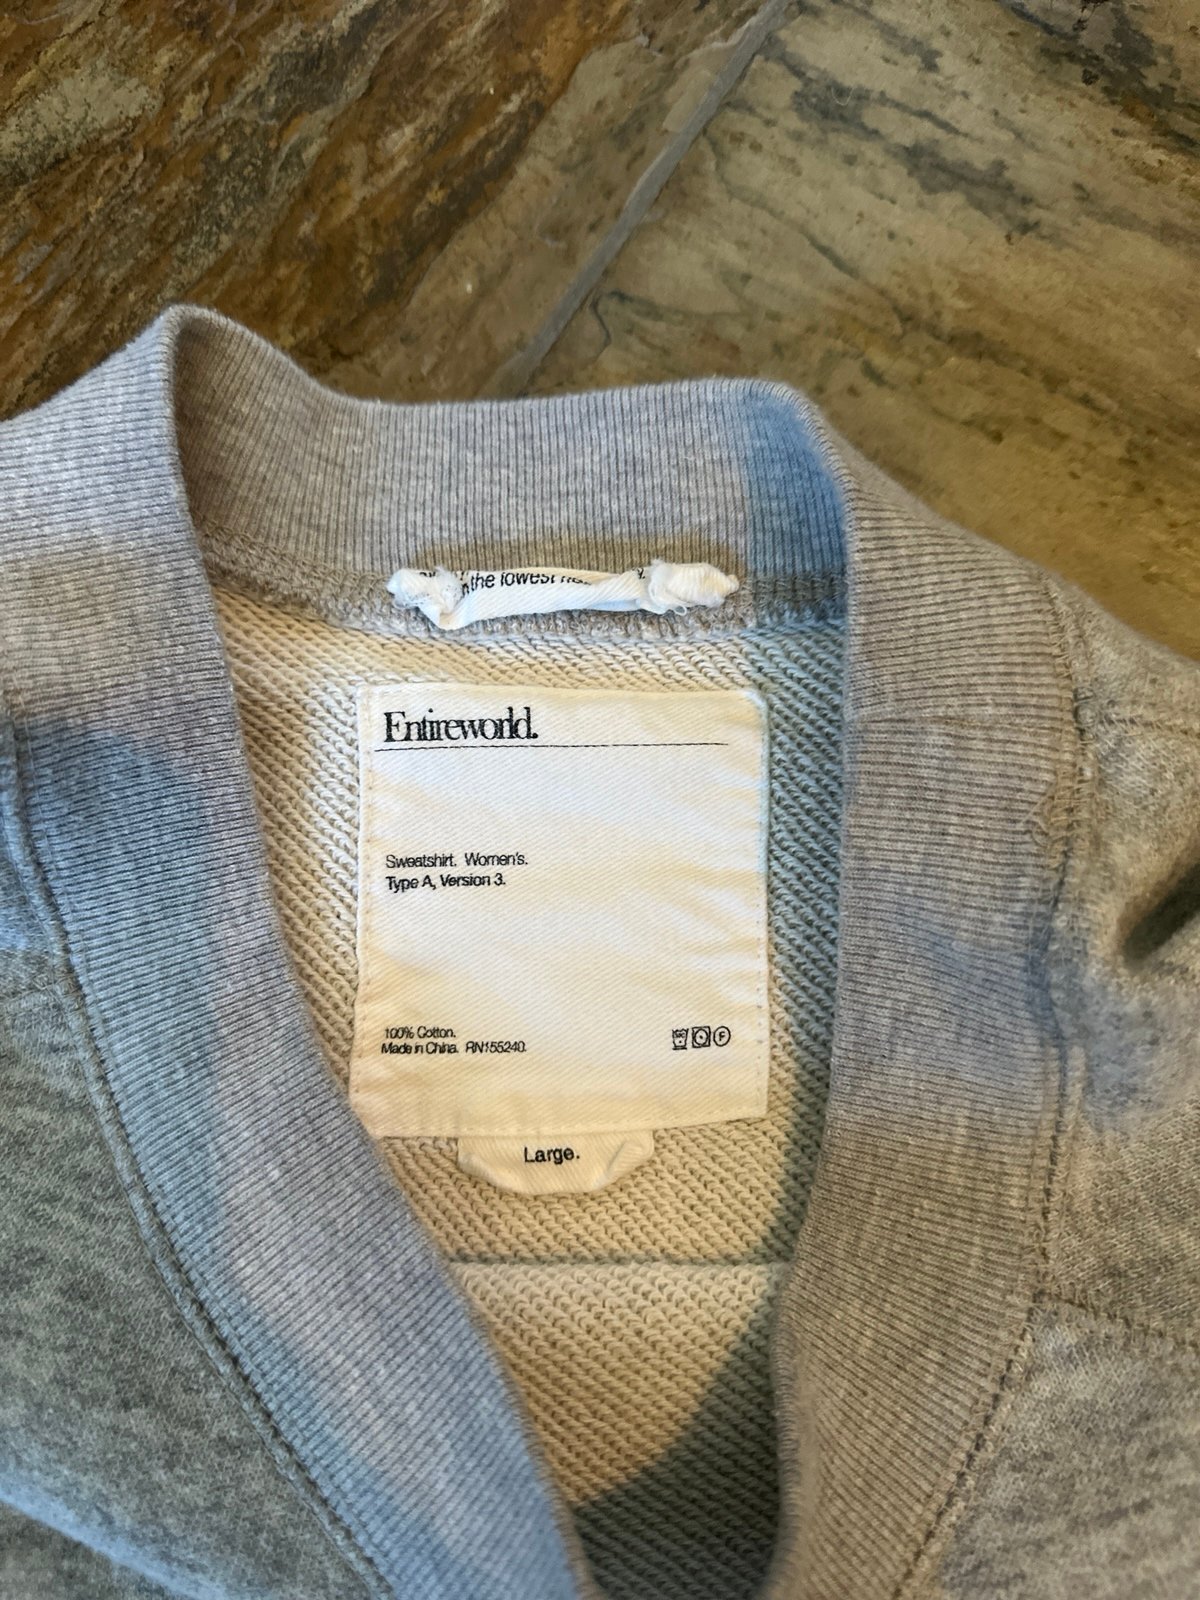 the lowest
Entireworld.
Sweatshirt. Women's.
Type A, Version 3.
100% Cotton.
Made in China. RN155240.
Large.